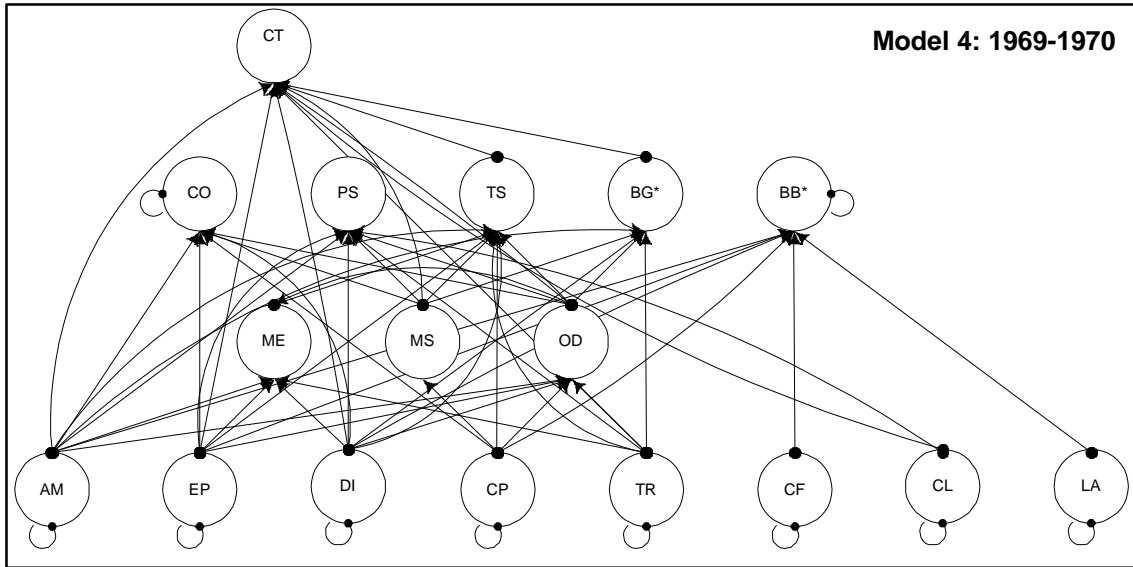 CT
Model 4: 1969-1970
CO PS TS BG* BB*
ME MS OD
AM EP DI CP TR CF CL LA